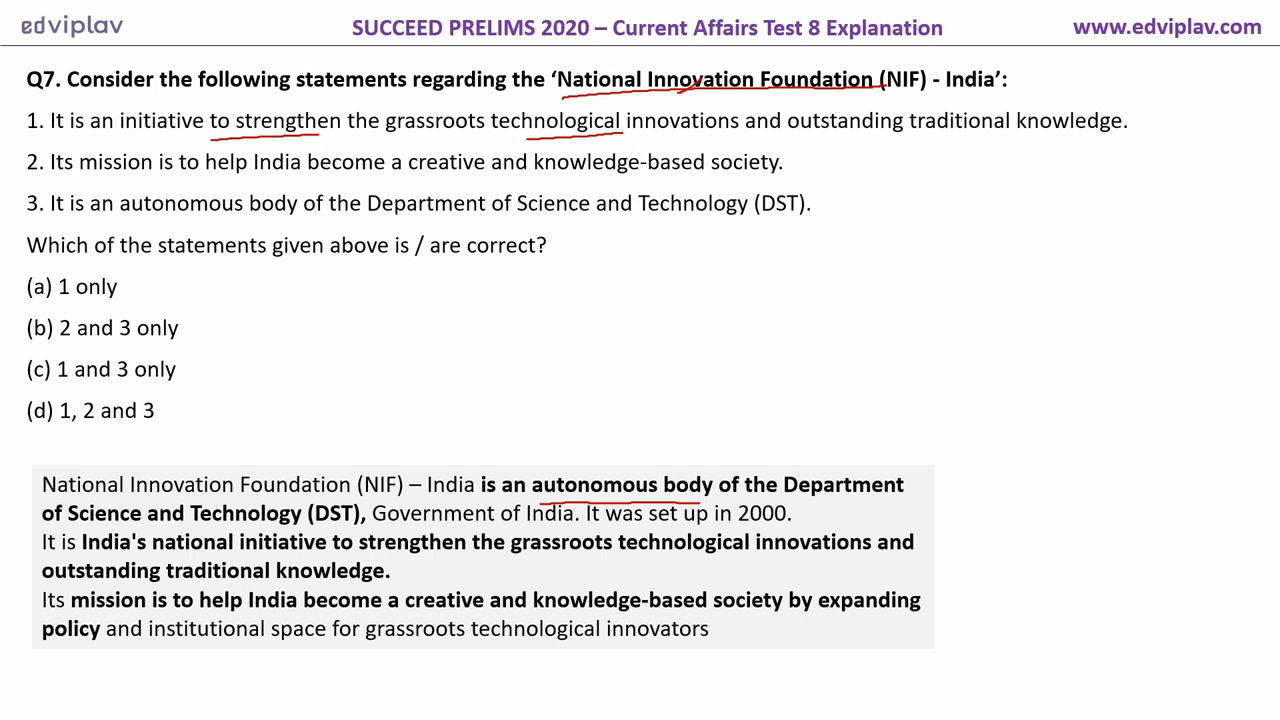 edviplav
SUCCEED PRELIMS 2020 – Current Affairs Test 8 Explanation
www.edviplav.com
Q7. Consider the following statements regarding the ‘National Innovation Foundation (NIF) - India’:
1. It is an initiative to strengthen the grassroots technological innovations and outstanding traditional knowledge.
2. Its mission is to help India become a creative and knowledge-based society.
3. It is an autonomous body of the Department of Science and Technology (DST).
Which of the statements given above is / are correct?
(a) 1 only
(b) 2 and 3 only
(c) 1 and 3 only
(d) 1, 2 and 3
National Innovation Foundation (NIF) – India is an autonomous body of the Department
of Science and Technology (DST), Government of India. It was set up in 2000.
It is India's national initiative to strengthen the grassroots technological innovations and
outstanding traditional knowledge.
Its mission is to help India become a creative and knowledge-based society by expanding
policy and institutional space for grassroots technological innovators